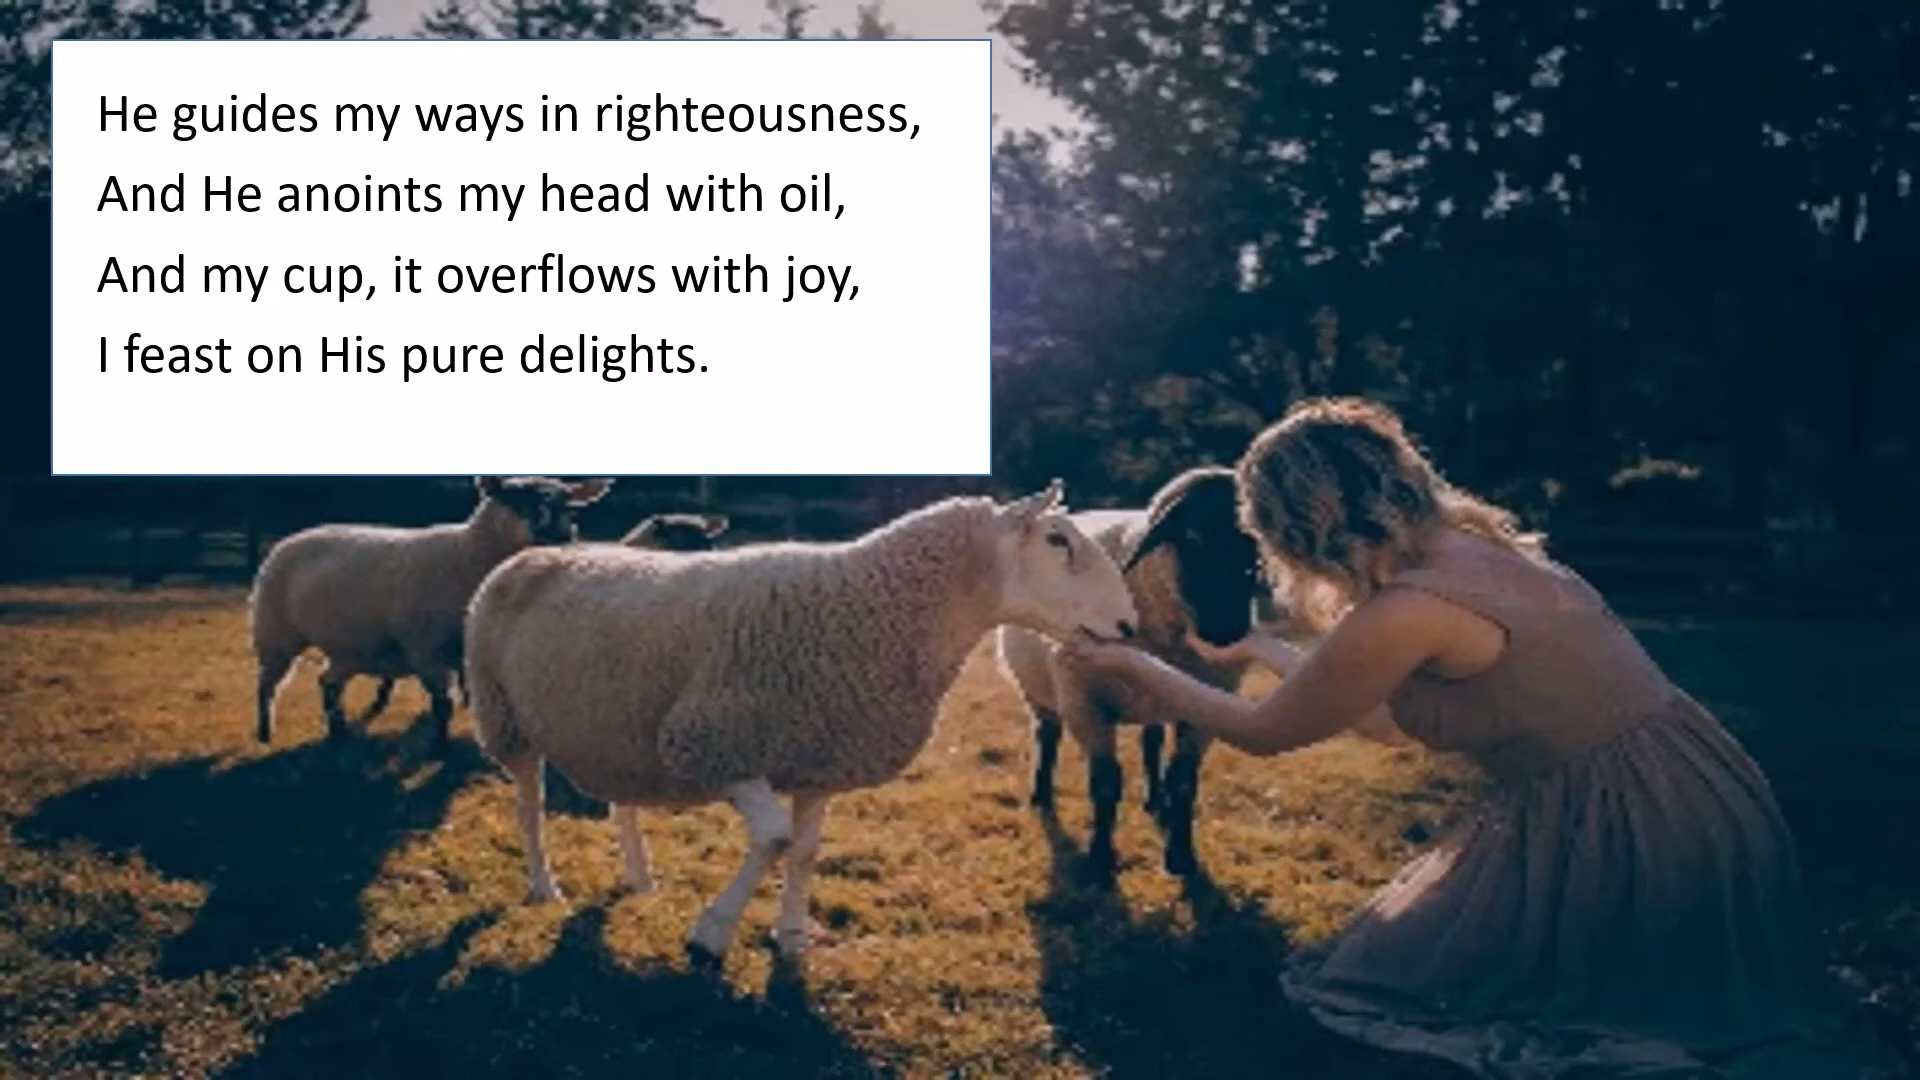 He guides my ways in righteousness,
And He anoints my head with oil,
And my cup, it overflows with joy,
I feast on His pure delights.